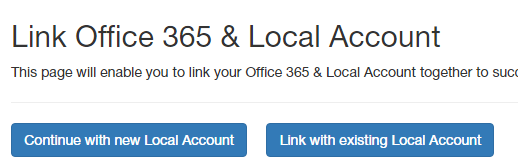 Link Office 365 & Local Account
This page will enable you to link your Office 365 & Local Account together to
Continue with new Local Account
Link with existing Local Account